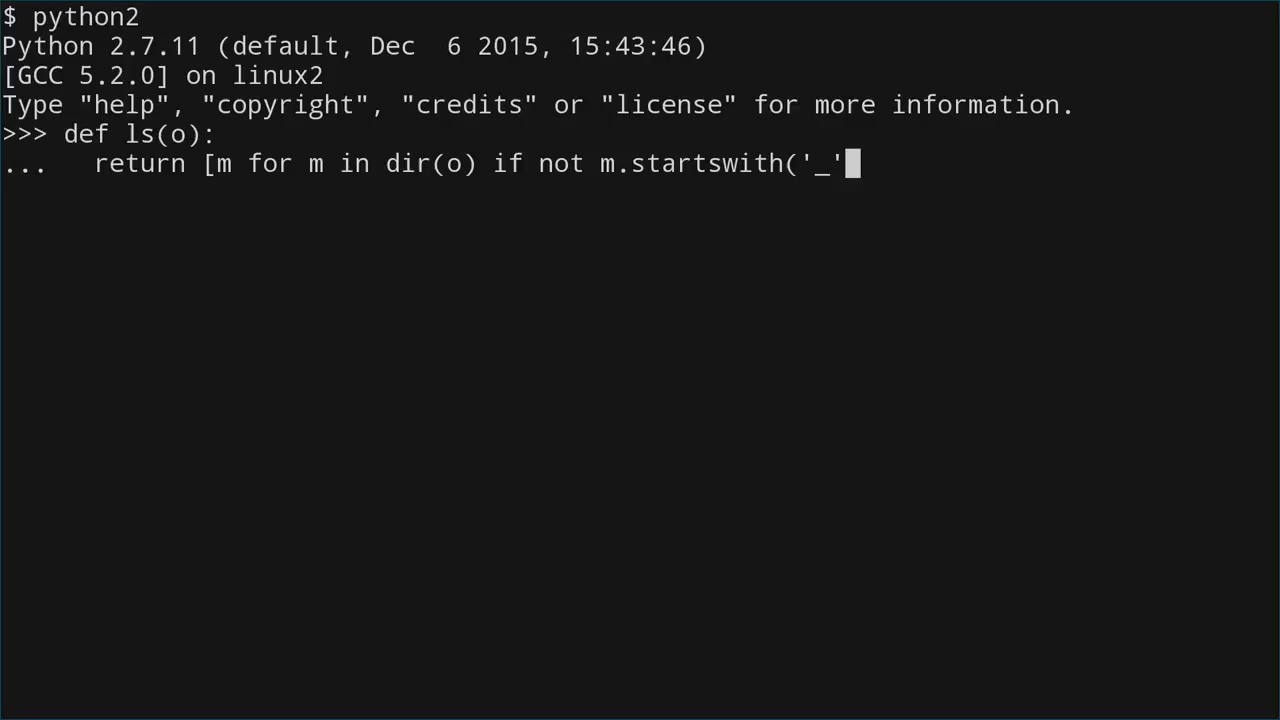 $ python2
Python 2.7.11 (default, Dec  6 2015, 15:43:46)
[GCC 5.2.0] on linux2
Type "help", "copyright", "credits" or "license" for more information.
>>> def ls(o):
...   return [m for m in dir(o) if not m.startswith('_'